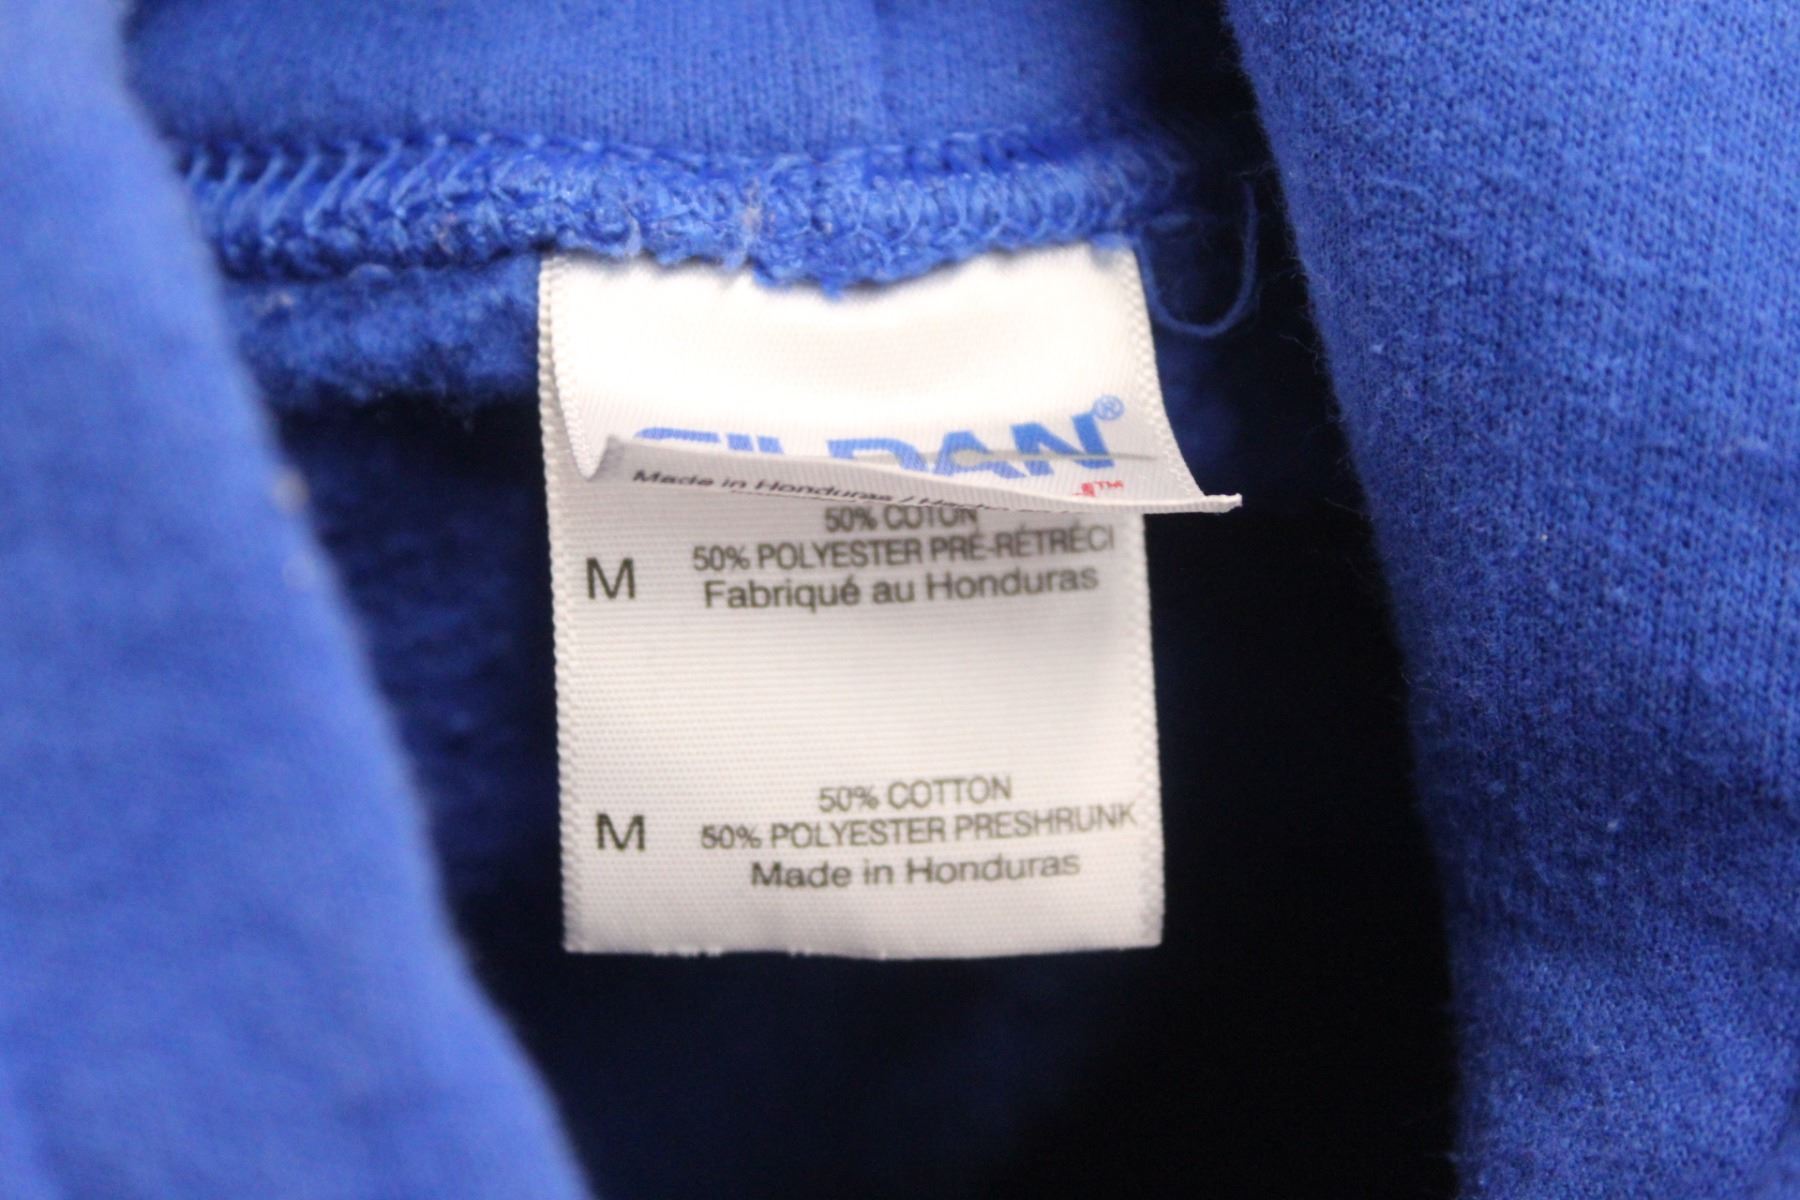 GILDAN®
™
Made in Honduras /
50% COTON
50% POLYESTER PRÉ-RÉTRÉCI
M
Fabriqué au Honduras
50% COTTON
50% POLYESTER PRESHRUNK
M
Made in Honduras